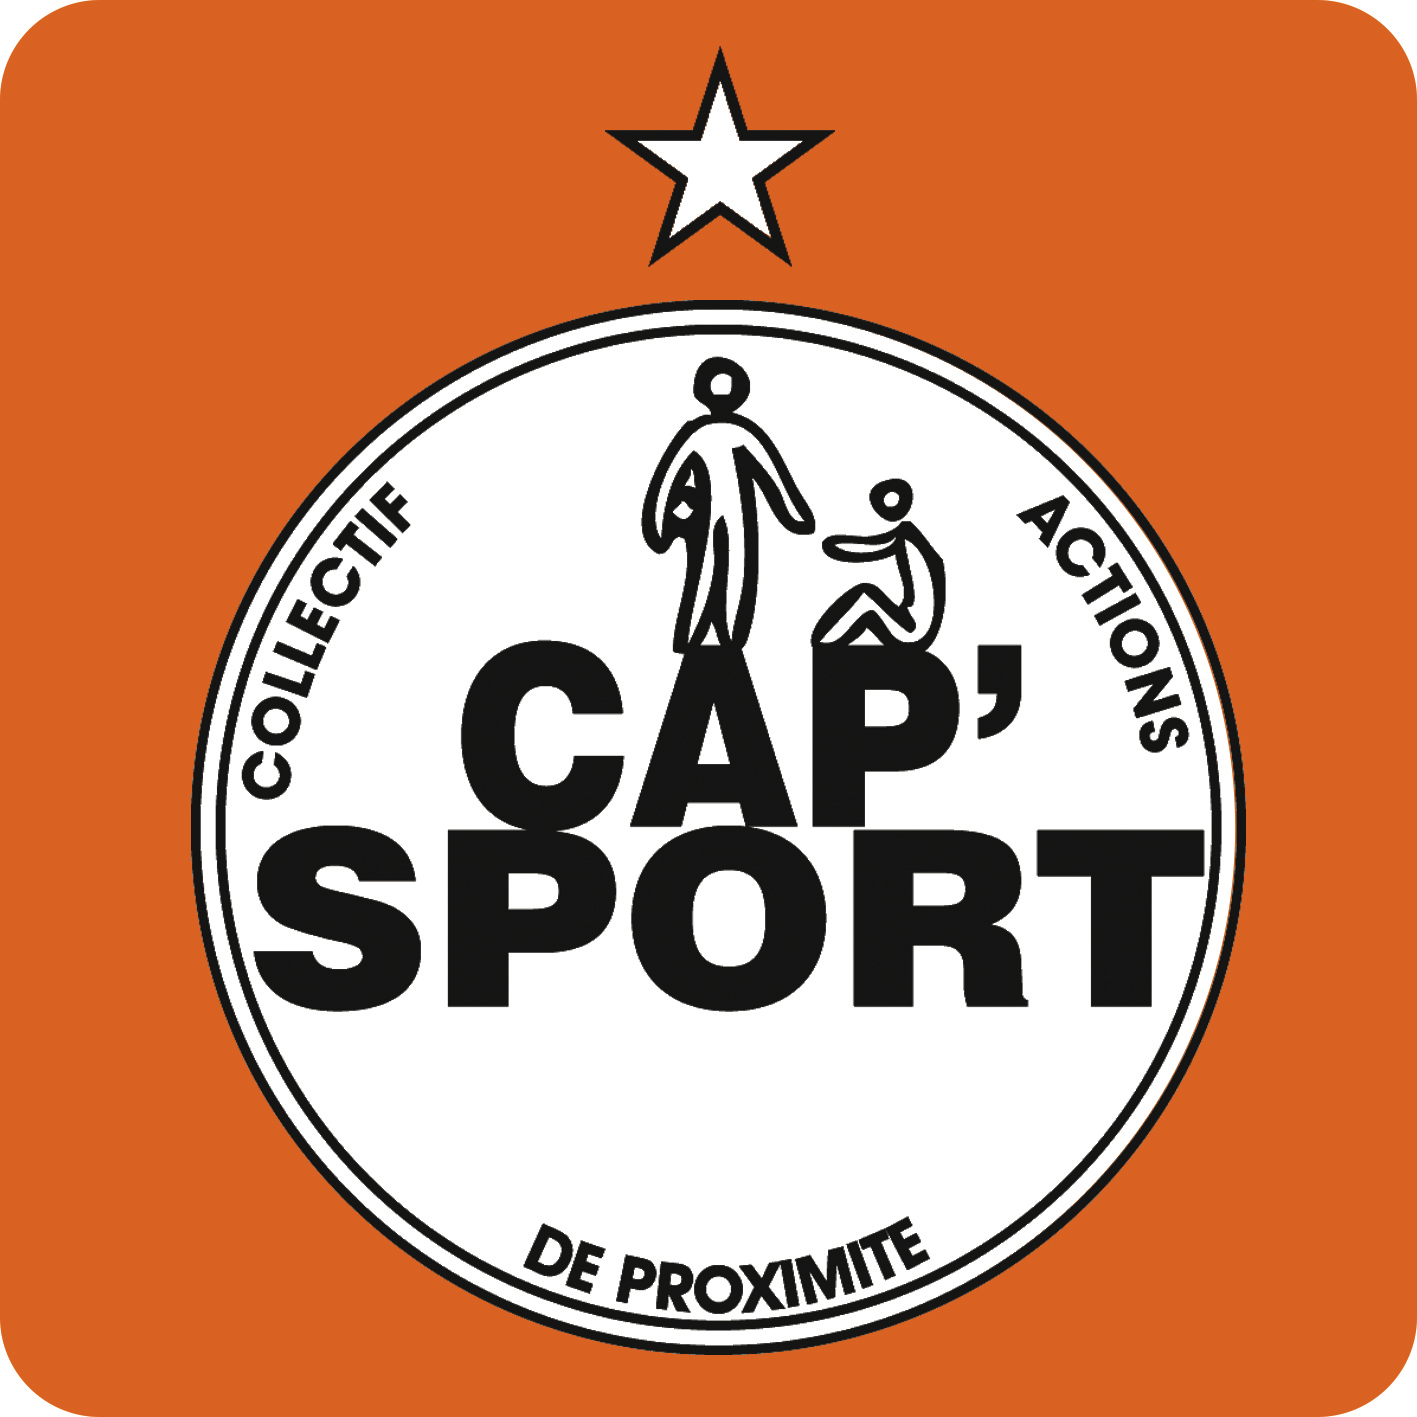 COLLECTIF
ACTIONS
CAP’
SPORT
DE PROXIMITE